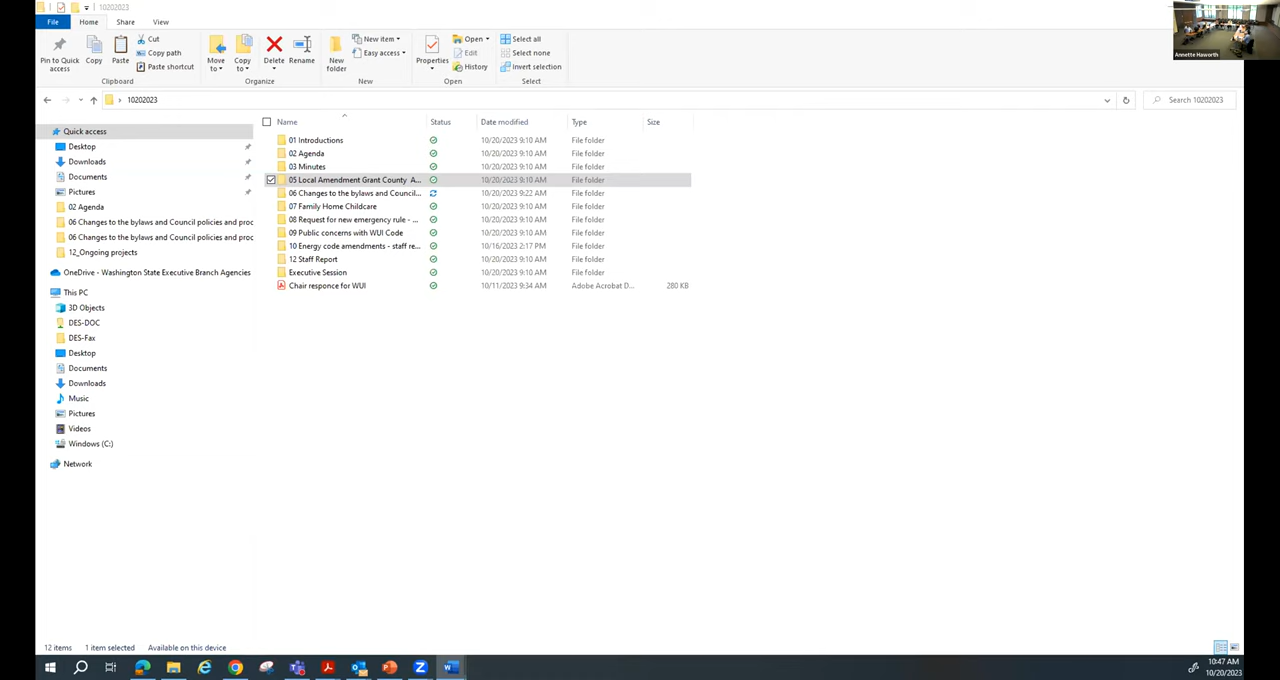 10202023
File Home Share View
Pin to Quick access
Copy
Paste
Cut
Copy path
Paste shortcut
Clipboard
Move to
Copy to
Delete
Rename
Organize
New folder
New item
Easy access
New
Properties
Open
Edit
History
Open
Select all
Select none
Invert selection
Select
Annette Haworth
10202023
Search 10202023
Name Status Date modified Type Size
01 Introductions 10/20/2023 9:10 AM File folder
02 Agenda 10/20/2023 9:10 AM File folder
03 Minutes 10/20/2023 9:10 AM File folder
05 Local Amendment Grant County A... 10/20/2023 9:10 AM File folder
06 Changes to the bylaws and Council... 10/20/2023 9:22 AM File folder
07 Family Home Childcare 10/20/2023 9:10 AM File folder
08 Request for new emergency rule - ... 10/20/2023 9:10 AM File folder
09 Public concerns with WUI Code 10/20/2023 9:10 AM File folder
10 Energy code amendments - staff re... 10/16/2023 2:17 PM File folder
12 Staff Report 10/20/2023 9:10 AM File folder
Executive Session 10/20/2023 9:10 AM File folder
Chair responce for WUI 10/11/2023 9:34 AM Adobe Acrobat D... 280 KB
Quick access
Desktop
Downloads
Documents
Pictures
02 Agenda
06 Changes to the bylaws and Council policies and proc
06 Changes to the bylaws and Council policies and proc
12_Ongoing projects
OneDrive - Washington State Executive Branch Agencies
This PC
3D Objects
DES-DOC
DES-Fax
Desktop
Documents
Downloads
Music
Pictures
Videos
Windows (C:)
Network
12 items 1 item selected Available on this device
10:47 AM
10/20/2023